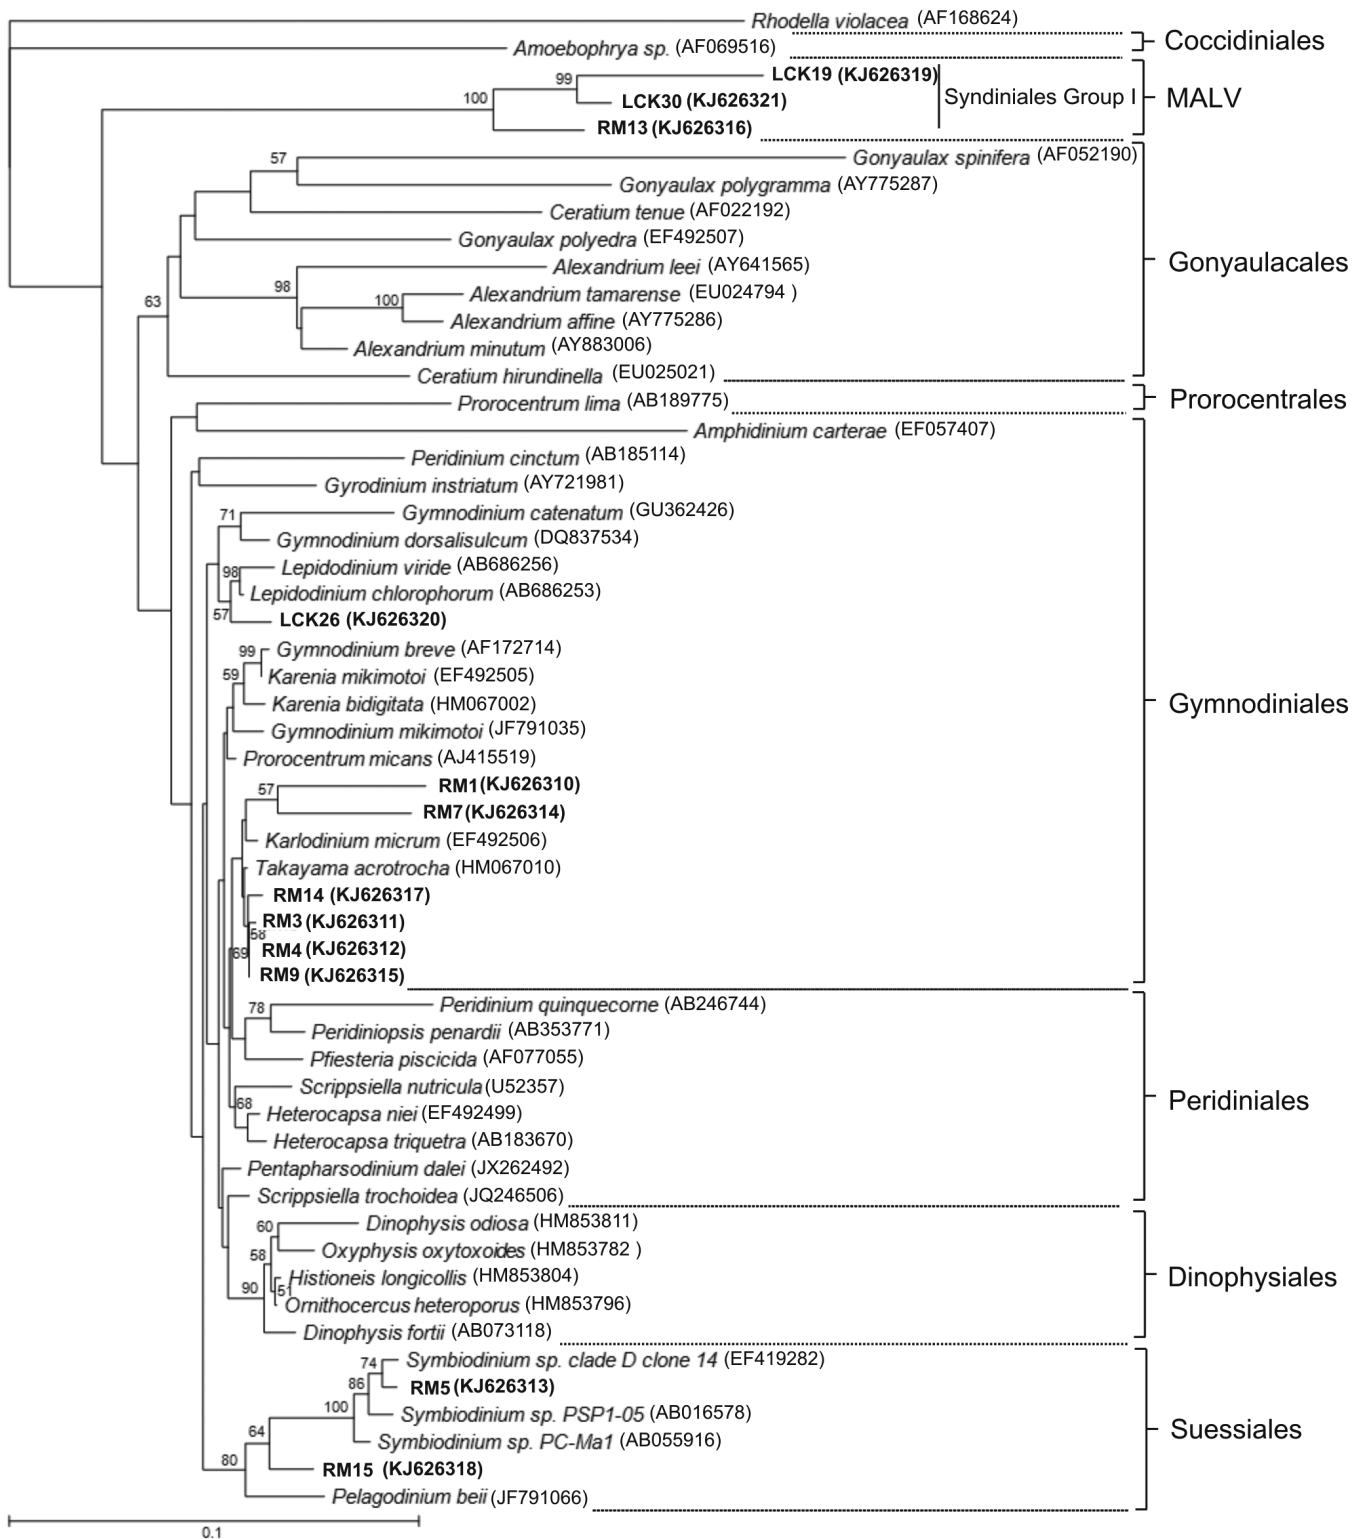 Rhodella violacea (AF168624)
Coccidiniales
Amoebophrya sp. (AF069516)
99
LCK19 (KJ626319)
100
LCK30 (KJ626321)
Syndiniales Group I
MALV
RM13 (KJ626316)
57
Gonyaulax spinifera (AF052190)
Gonyaulax polygramma (AY775287)
Ceratium tenue (AF022192)
Gonyaulax polyedra (EF492507)
Gonyaulacales
Alexandrium leei (AY641565)
98
Alexandrium tamarense (EU024794 )
100
63
Alexandrium affine (AY775286)
Alexandrium minutum (AY883006)
Ceratium hirundinella (EU025021)
Prorocentrum lima (AB189775)
Prorocentrales
Amphidinium carterae (EF057407)
Peridinium cinctum (AB185114)
Gyrodinium instriatum (AY721981)
71
Gymnodinium catenatum (GU362426)
Gymnodinium dorsalisulcum (DQ837534)
98
Lepidodinium viride (AB686256)
Lepidodinium chlorophorum (AB686253)
57
LCK26 (KJ626320)
99
Gymnodinium breve (AF172714)
59
Karenia mikimotoi (EF492505)
Karenia bidigitata (HM067002)
Gymnodiniales
Gymnodinium mikimotoi (JF791035)
Prorocentrum micans (AJ415519)
57
RM1(KJ626310)
RM7(KJ626314)
Karlodinium micrum (EF492506)
Takayama acrotrocha (HM067010)
RM14 (KJ626317)
RM3 (KJ626311)
58
69
RM4 (KJ626312)
RM9 (KJ626315)
78
Peridinium quinquecorne (AB246744)
Peridiniopsis penardii (AB353771)
Pfiesteria piscicida (AF077055)
Scrippsiella nutricula (U52357)
68
Peridiniales
Heterocapsa niei (EF492499)
Heterocapsa triquetra (AB183670)
Pentapharsodinium dalei (JX262492)
Scrippsiella trochoidea (JQ246506)
60
Dinophysis odiosa (HM853811)
58
Oxyphysis oxytoxoides (HM853782 )
Histioneis longicollis (HM853804)
Dinophysiales
90
51
Ornithocercus heteroporus (HM853796)
Dinophysis fortii (AB073118)
74
Symbiodinium sp. clade D clone 14 (EF419282)
86
RM5(KJ626313)
100
Symbiodinium sp. PSP1-05 (AB016578)
Suessiales
64
Symbiodinium sp. PC-Ma1 (AB055916)
80
RM15 (KJ626318)
Pelagodinium beii (JF791066)
0.1